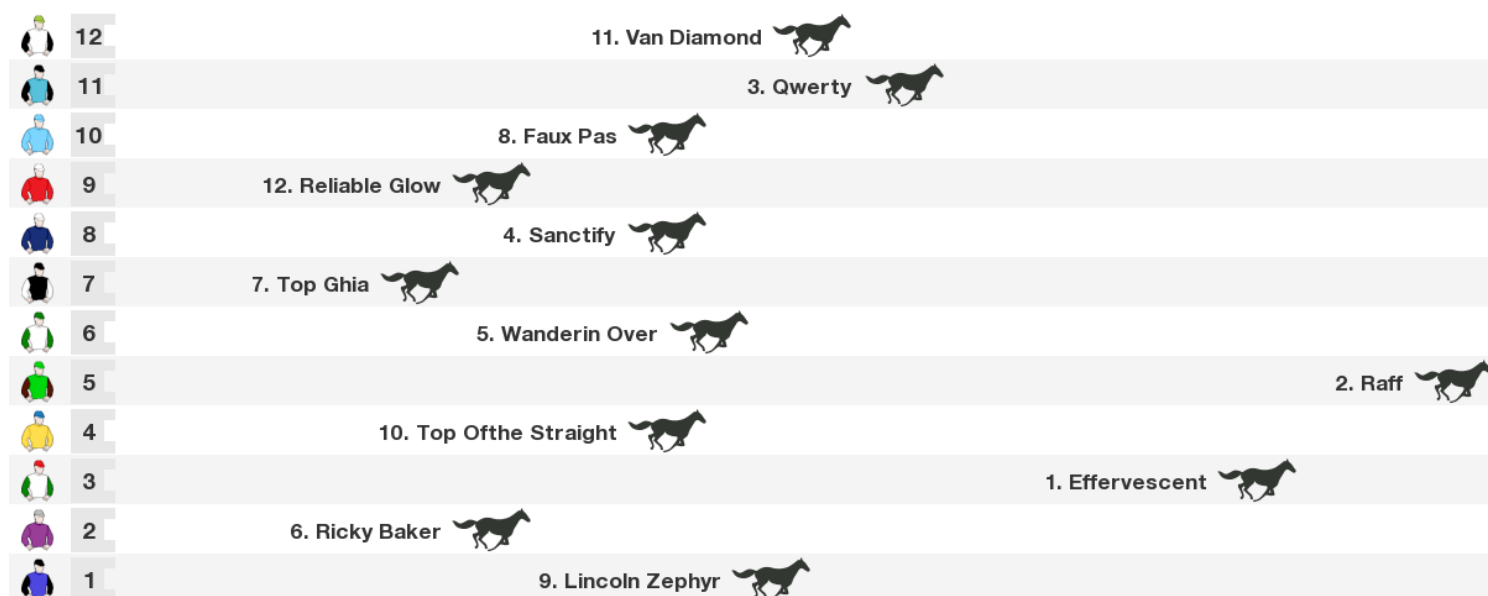 12 11. Van Diamond
11 3. Qwerty
10 8. Faux Pas
9 12. Reliable Glow
8 4. Sanctify
7 7. Top Ghia
6 5. Wanderin Over
5 2. Raff
4 10. Top Ofthe Straight
3 1. Effervescent
2 6. Ricky Baker
1 9. Lincoln Zephyr